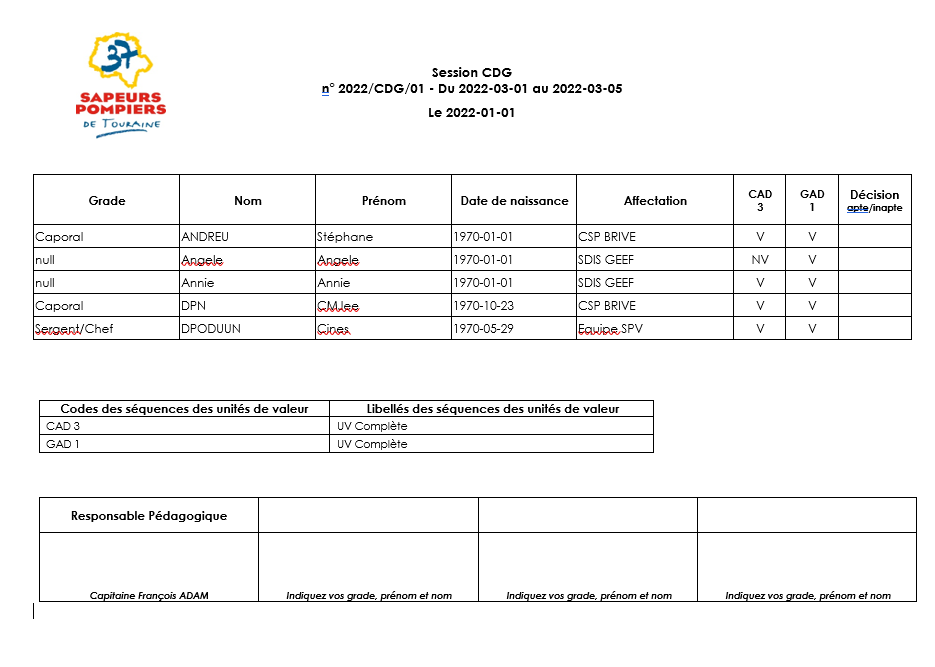 37
SAPEURS
POMPIERS
DE TOURAINE
Session CDG
n° 2022/CDG/01 - Du 2022-03-01 au 2022-03-05
Le 2022-01-01
Grade Nom Prénom Date de naissance Affectation CAD 3 GAD 1 Décision apte/inapte
Caporal ANDREU Stéphane 1970-01-01 CSP BRIVE V V
null Angele Angele 1970-01-01 SDIS GEEF NV V
null Annie Annie 1970-01-01 SDIS GEEF V V
Caporal DPN CMJee 1970-10-23 CSP BRIVE V V
Sergent/Chef DPODUUN Cines 1970-05-29 Equipe SPV V V
Codes des séquences des unités de valeur Libellés des séquences des unités de valeur
CAD 3 UV Complète
GAD 1 UV Complète
Responsable Pédagogique
Capitaine François ADAM Indiquez vos grade, prénom et nom Indiquez vos grade, prénom et nom Indiquez vos grade, prénom et nom